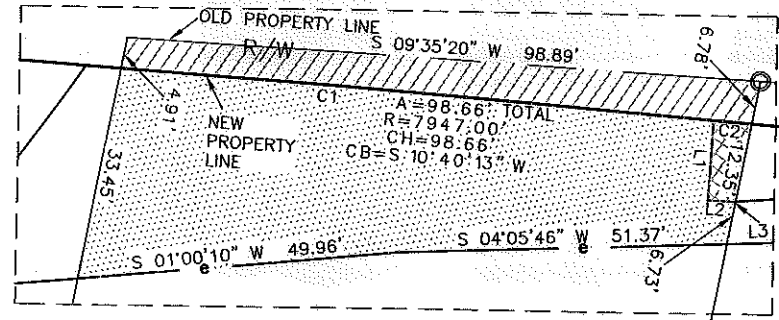 OLD PROPERTY LINE
R/W
S 09°35'20" W 98.89'
6.78'
4.91'
C1
NEW
PROPERTY
LINE
A=98.66' TOTAL
R=7947.00'
CH=98.66'
CB=S 10°40'13" W
C2
12.35'
L1
L2
L3
33.45
S 01°00'10" W 49.96'
e
S 04°05'46" W 51.37'
e
6.73'